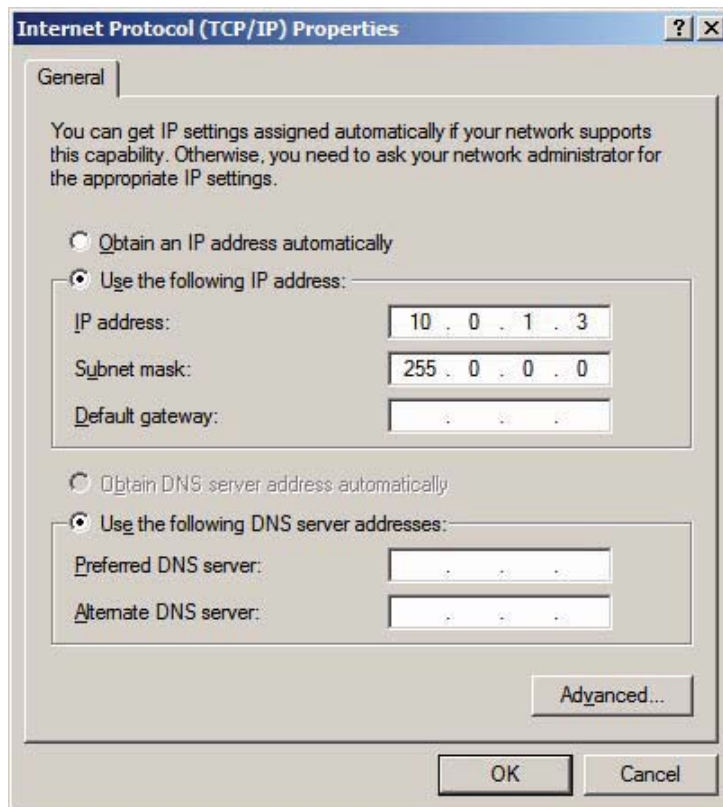 Internet Protocol (TCP/IP) Properties
General
You can get IP settings assigned automatically if your network supports
this capability. Otherwise, you need to ask your network administrator for
the appropriate IP settings.
Obtain an IP address automatically
Use the following IP address:
IP address: 10 . 0 . 1 . 3
Subnet mask: 255 . 0 . 0 . 0
Default gateway: . . .
Obtain DNS server address automatically
Use the following DNS server addresses:
Preferred DNS server: . . .
Alternate DNS server: . . .
Advanced...
OK Cancel